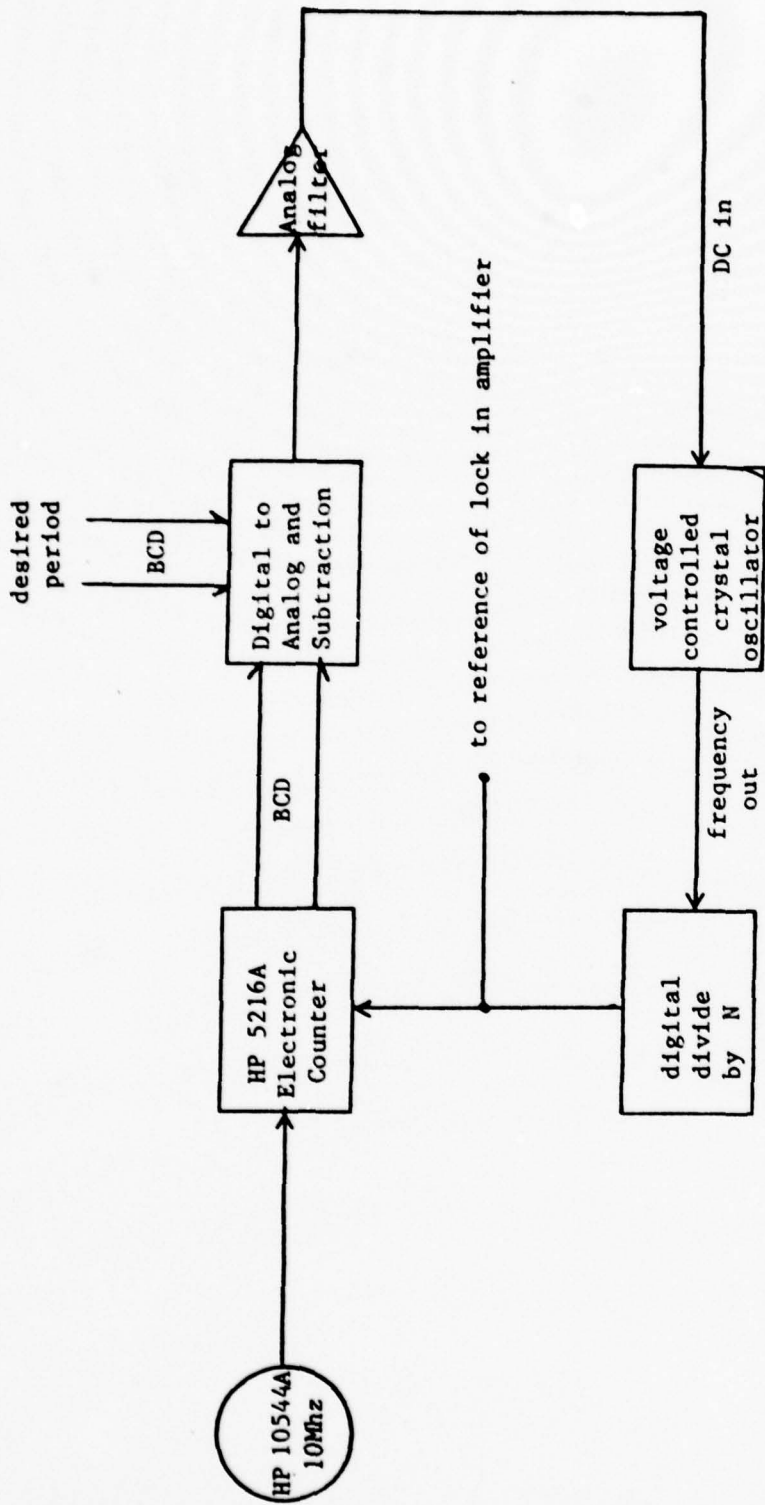 HP 10544A
10Mhz
HP 5216A
Electronic
Counter
BCD
desired
period
BCD
Digital to
Analog and
Subtraction
Analog
filter
DC in
voltage
controlled
crystal
oscillator
frequency
out
digital
divide
by N
to reference of lock in amplifier